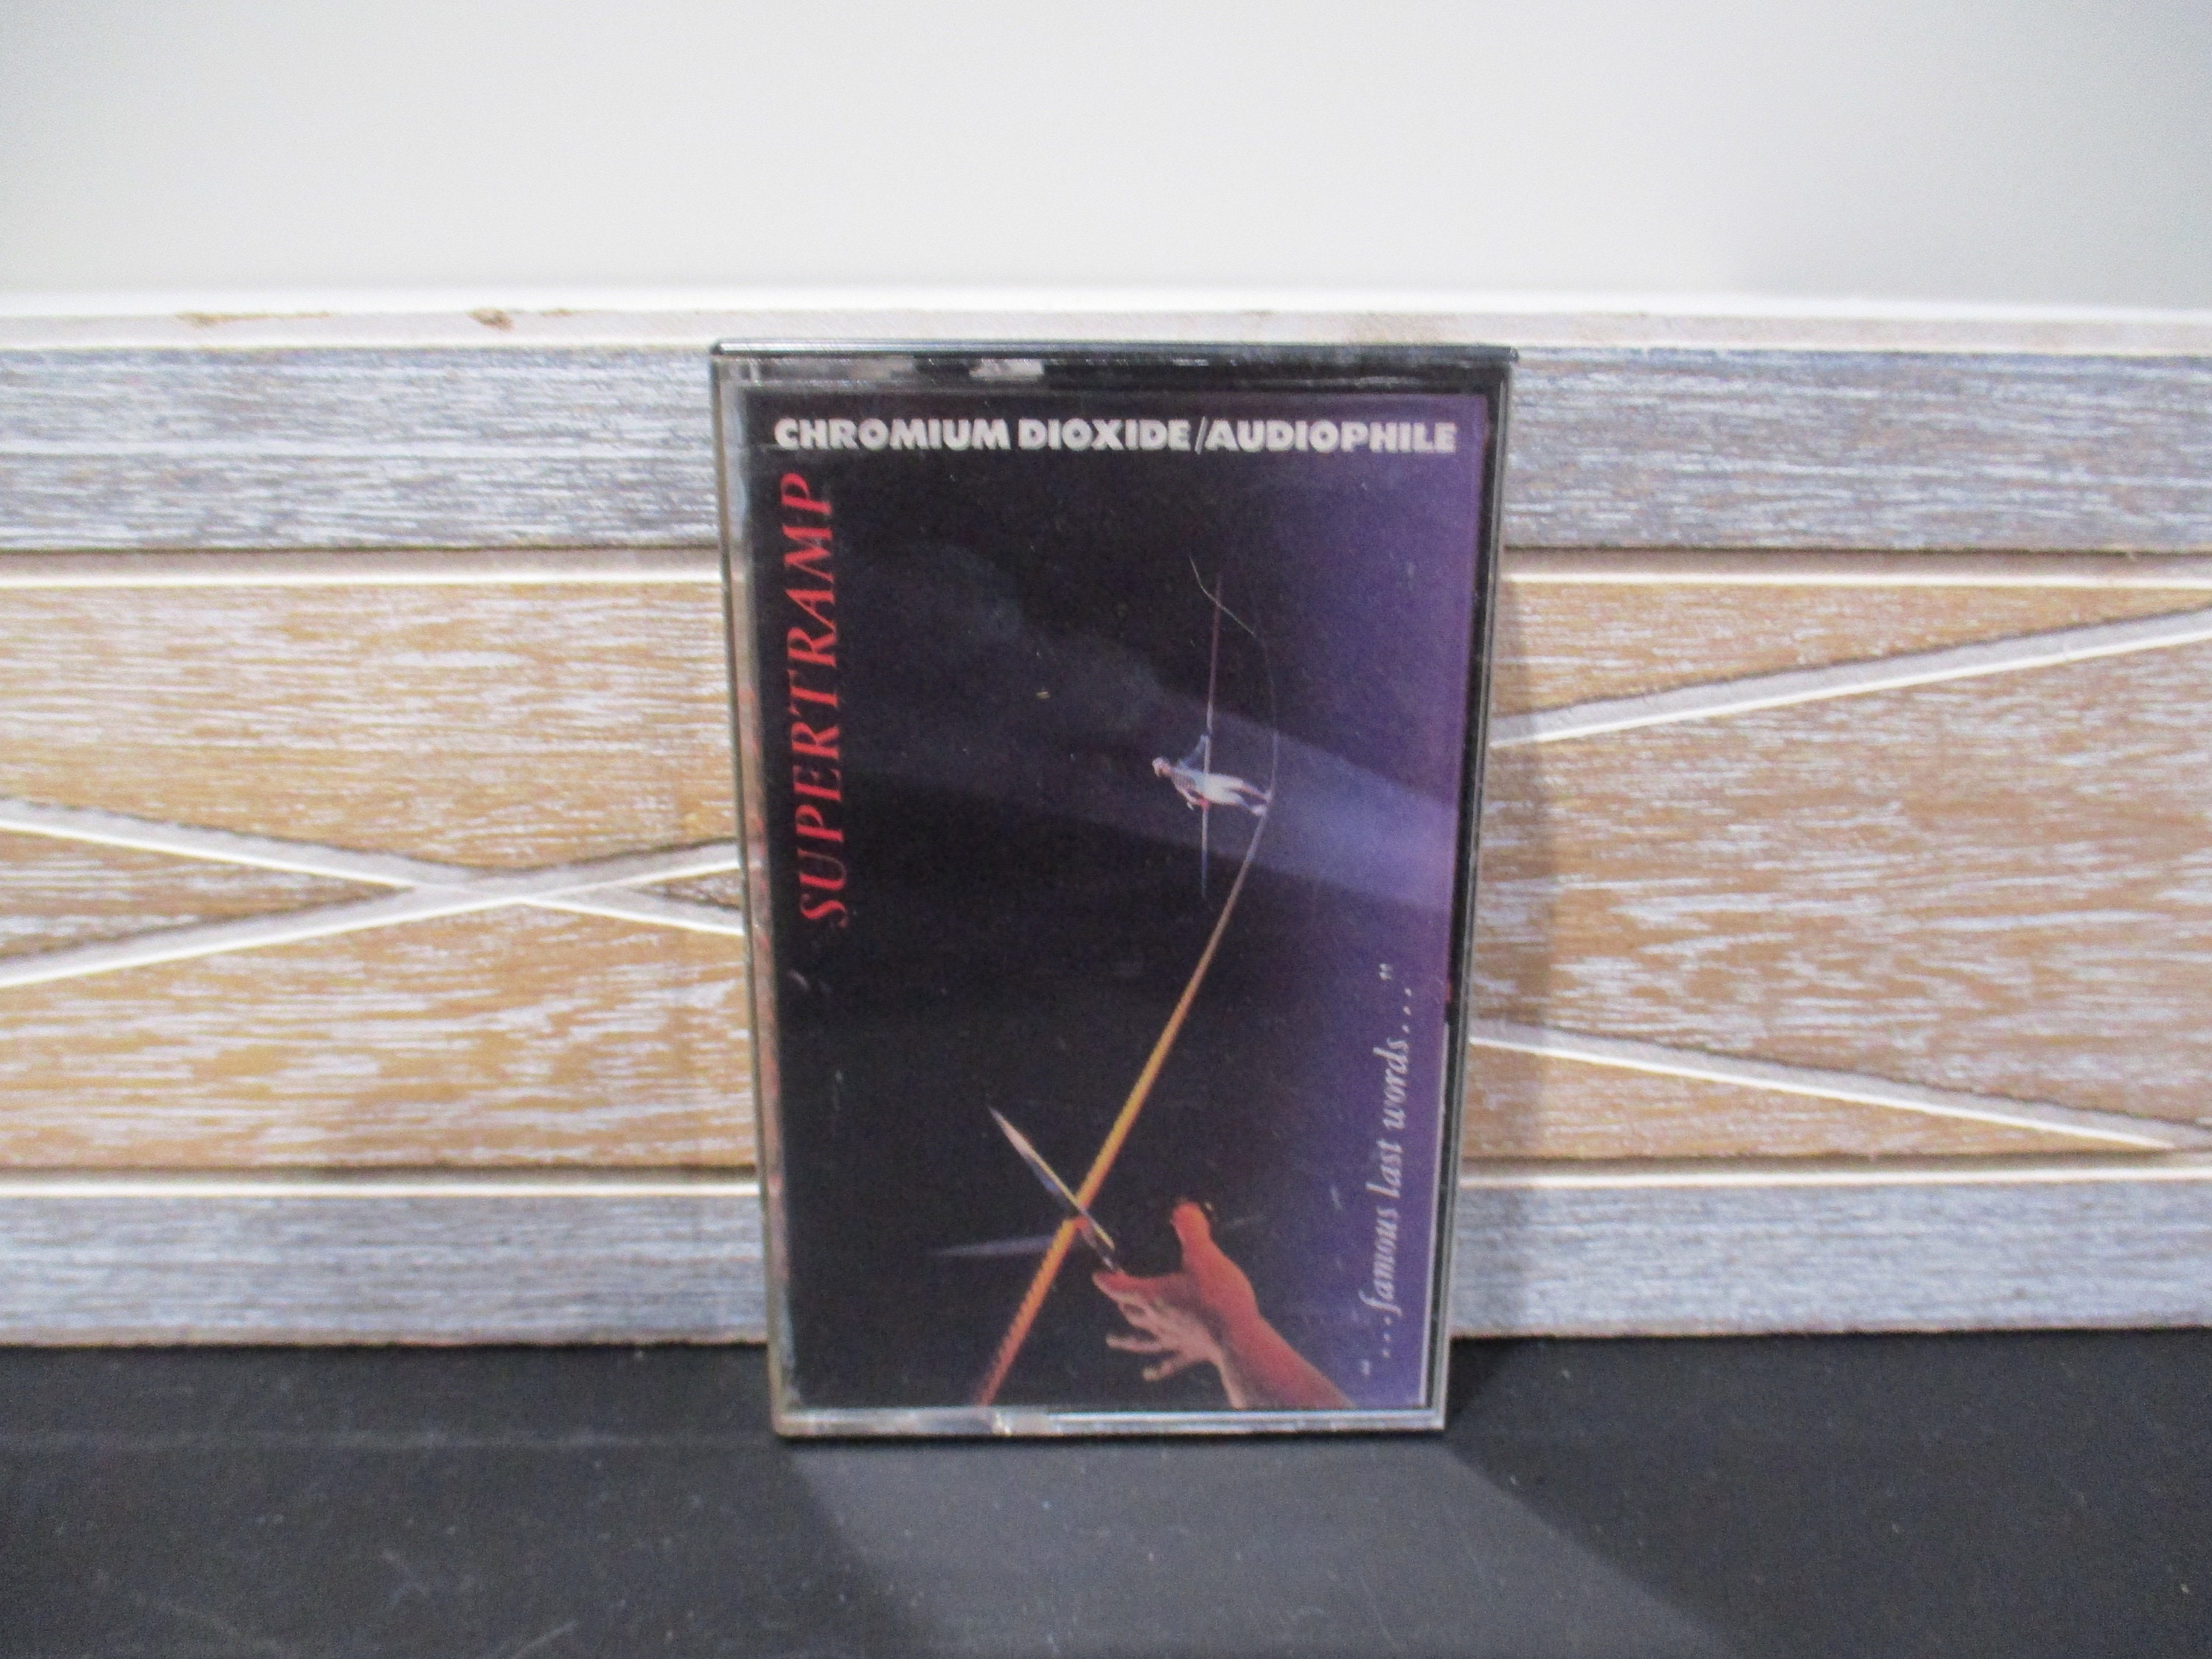 CHROMIUM DIOXIDE/AUDIOPHILE
SUPERTRAMP
"...famous last words..."